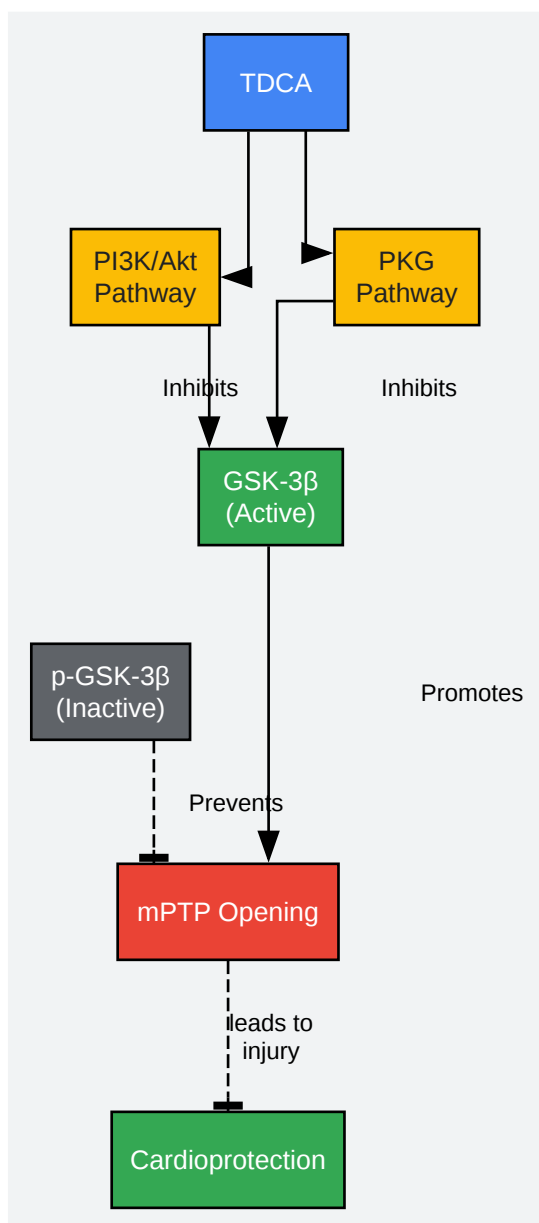 TDCA
PI3K/Akt
Pathway
PKG
Pathway
Inhibits
Inhibits
GSK-3β
(Active)
p-GSK-3β
(Inactive)
Promotes
Prevents
mPTP Opening
leads to
injury
Cardioprotection